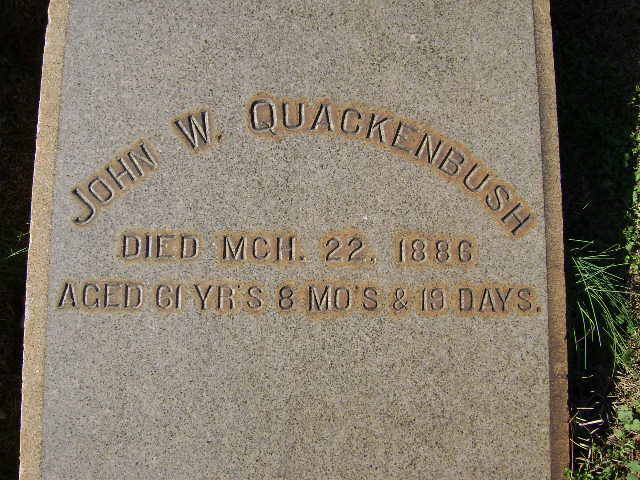 JOHN W. QUACKENBUSH
DIED MCH. 22. 1886
AGED 61 YR'S 8 MO'S & 19 DAYS.